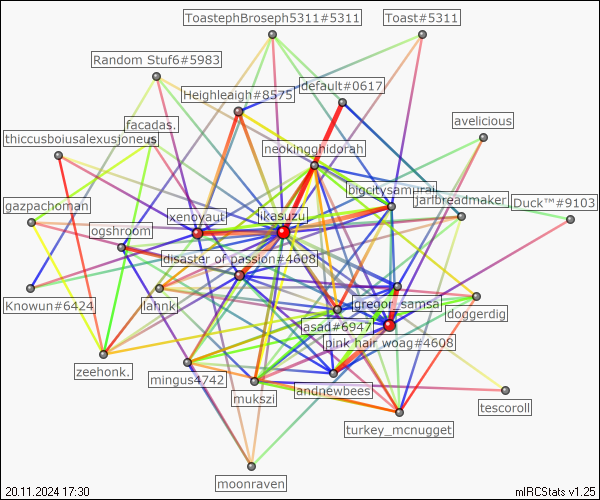 ToastephBroseph5311#5311
Toast#5311
Random Stuf6#5983
default#0617
Heighleaigh#8575
avelicious
facadas.
thiccusboiusalexusjoneus
neokingghidorah
bigcitysamurai
jarlbreadmaker
Duck™#9103
gazpachoman
xenoyaut
likasuzu
ogshroom
disaster of passion#4608
Knowun#6424
lahnk
gregor_samsa
doggerdig
asad#6947
pink hair woag#4608
zeehonk.
mingus4742
andnewbees
mukszi
tescoroll
turkey_mcnugget
moonraven
20.11.2024 17:30
mIRCStats v1.25